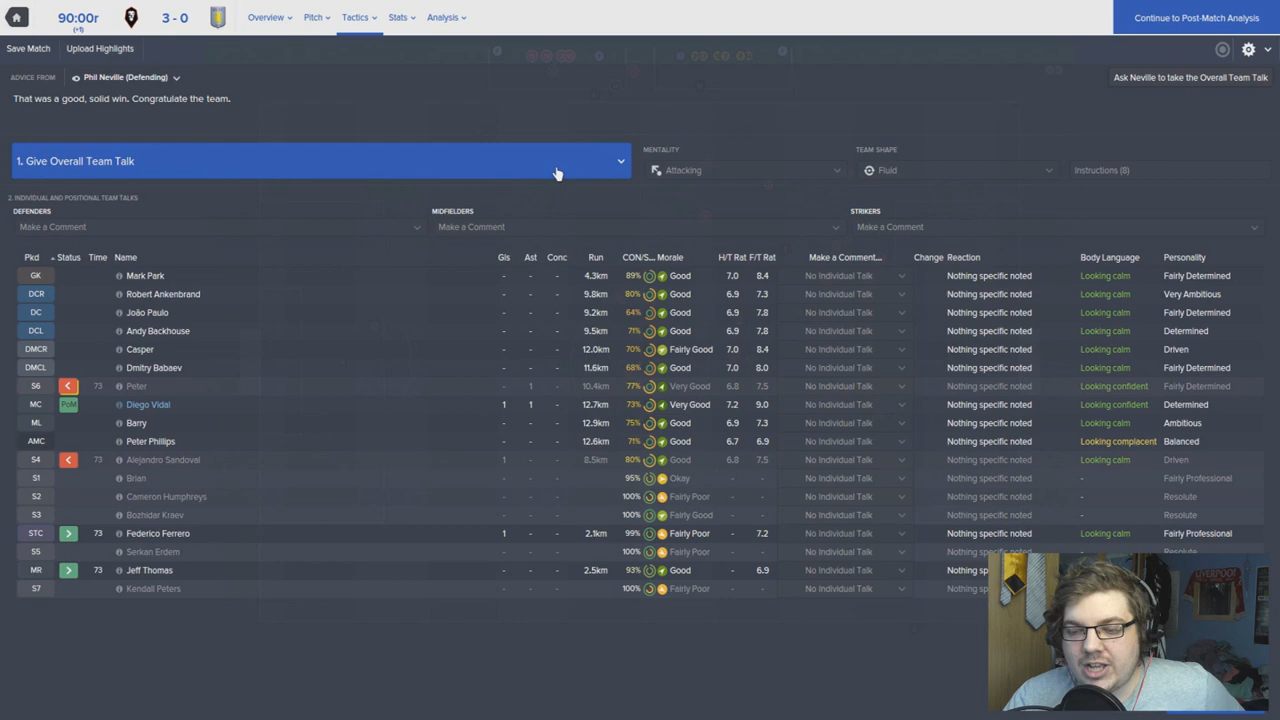 90:00r 3 - 0 Overview Pitch Tactics Stats Analysis Continue to Post-Match Analysis
(+1)
Save Match Upload Highlights
ADVICE FROM Phil Neville (Defending) Ask Neville to take the Overall Team Talk
That was a good, solid win. Congratulate the team.
1. Give Overall Team Talk
MENTALITY TEAM SHAPE
Attacking Fluid Instructions (8)
2. INDIVIDUAL AND POSITIONAL TEAM TALKS
DEFENDERS MIDFIELDERS STRIKERS
Make a Comment Make a Comment Make a Comment
Pkd Status Time Name Gls Ast Conc Run CON/S... Morale H/T Rat F/T Rat Make a Comment... Change Reaction Body Language Personality
GK Mark Park - - - 4.3km 89% Good 7.0 8.4 No Individual Talk Nothing specific noted Looking calm Fairly Determined
DCR Robert Ankenbrand - - - 9.8km 80% Good 6.9 7.3 No Individual Talk Nothing specific noted Looking calm Very Ambitious
DC João Paulo - - - 9.2km 64% Good 6.9 7.8 No Individual Talk Nothing specific noted Looking calm Fairly Determined
DCL Andy Backhouse - - - 9.5km 71% Good 6.9 7.8 No Individual Talk Nothing specific noted Looking calm Determined
DMCR Casper - - - 12.0km 70% Fairly Good 7.0 8.4 No Individual Talk Nothing specific noted Looking calm Driven
DMCL Dmitry Babaev - - - 11.6km 68% Good 7.0 8.0 No Individual Talk Nothing specific noted Looking calm Fairly Determined
S6 73 Peter - 1 - 10.4km 77% Very Good 6.8 7.5 No Individual Talk Nothing specific noted Looking confident Fairly Determined
MC PoM Diego Vidal 1 1 - 12.7km 73% Very Good 7.2 9.0 No Individual Talk Nothing specific noted Looking confident Determined
ML Barry - - - 12.9km 75% Good 6.9 7.3 No Individual Talk Nothing specific noted Looking calm Ambitious
AMC Peter Phillips - - - 12.6km 71% Good 6.7 6.9 No Individual Talk Nothing specific noted Looking complacent Balanced
S4 73 Alejandro Sandoval 1 - - 8.5km 80% Good 6.8 7.5 No Individual Talk Nothing specific noted Looking calm Driven
S1 Brian - - - 95% Okay - - No Individual Talk Nothing specific noted - Fairly Professional
S2 Cameron Humphreys - - - 100% Fairly Poor - - No Individual Talk Nothing specific noted - Resolute
S3 Bozhidar Kraev - - - 100% Fairly Good - - No Individual Talk Nothing specific noted - Resolute
STC 73 Federico Ferrero 1 - - 2.1km 99% Fairly Poor - 7.2 No Individual Talk Nothing specific noted Looking calm Fairly Professional
S5 Serkan Erdem - - - 100% Fairly Poor - - No Individual Talk Nothing specific noted - Resolute
MR 73 Jeff Thomas - - - 2.5km 93% Good - 6.9 No Individual Talk Nothing
S7 Kendall Peters - - - 100% Fairly Poor - - No Individual Talk Nothing
LIVERPOOL